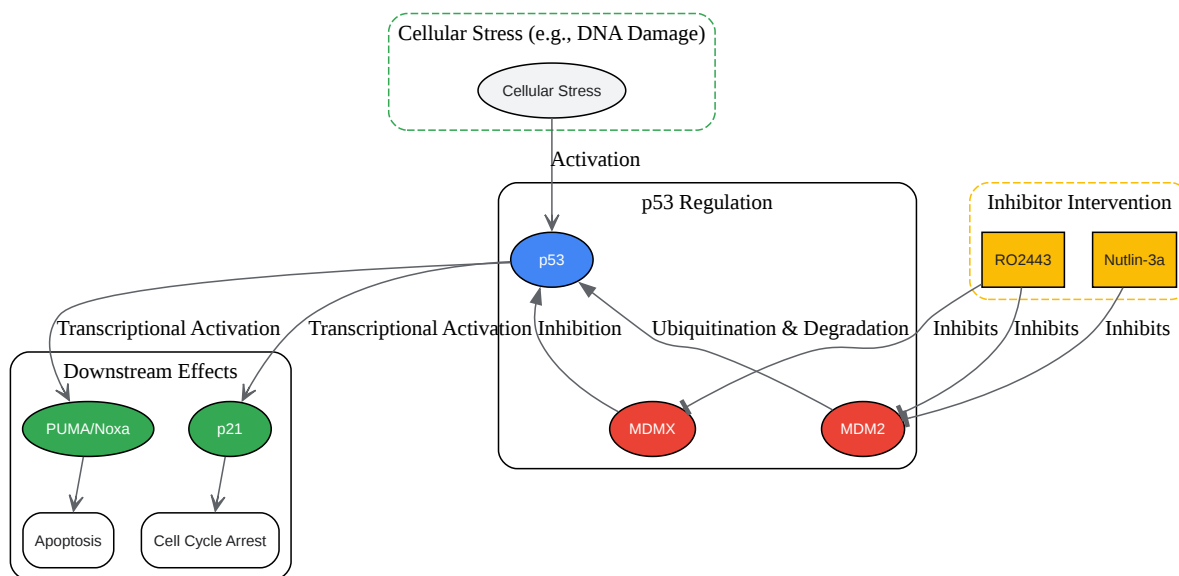 Cellular Stress (e.g., DNA Damage)
Cellular Stress
Activation
p53 Regulation
Inhibitor Intervention
p53
RO2443
Nutlin-3a
Transcriptional Activation
Transcriptional Activation
Inhibition
Ubiquitination & Degradation
Inhibits
Inhibits
Inhibits
Downstream Effects
PUMA/Noxa
p21
MDMX
MDM2
Apoptosis
Cell Cycle Arrest